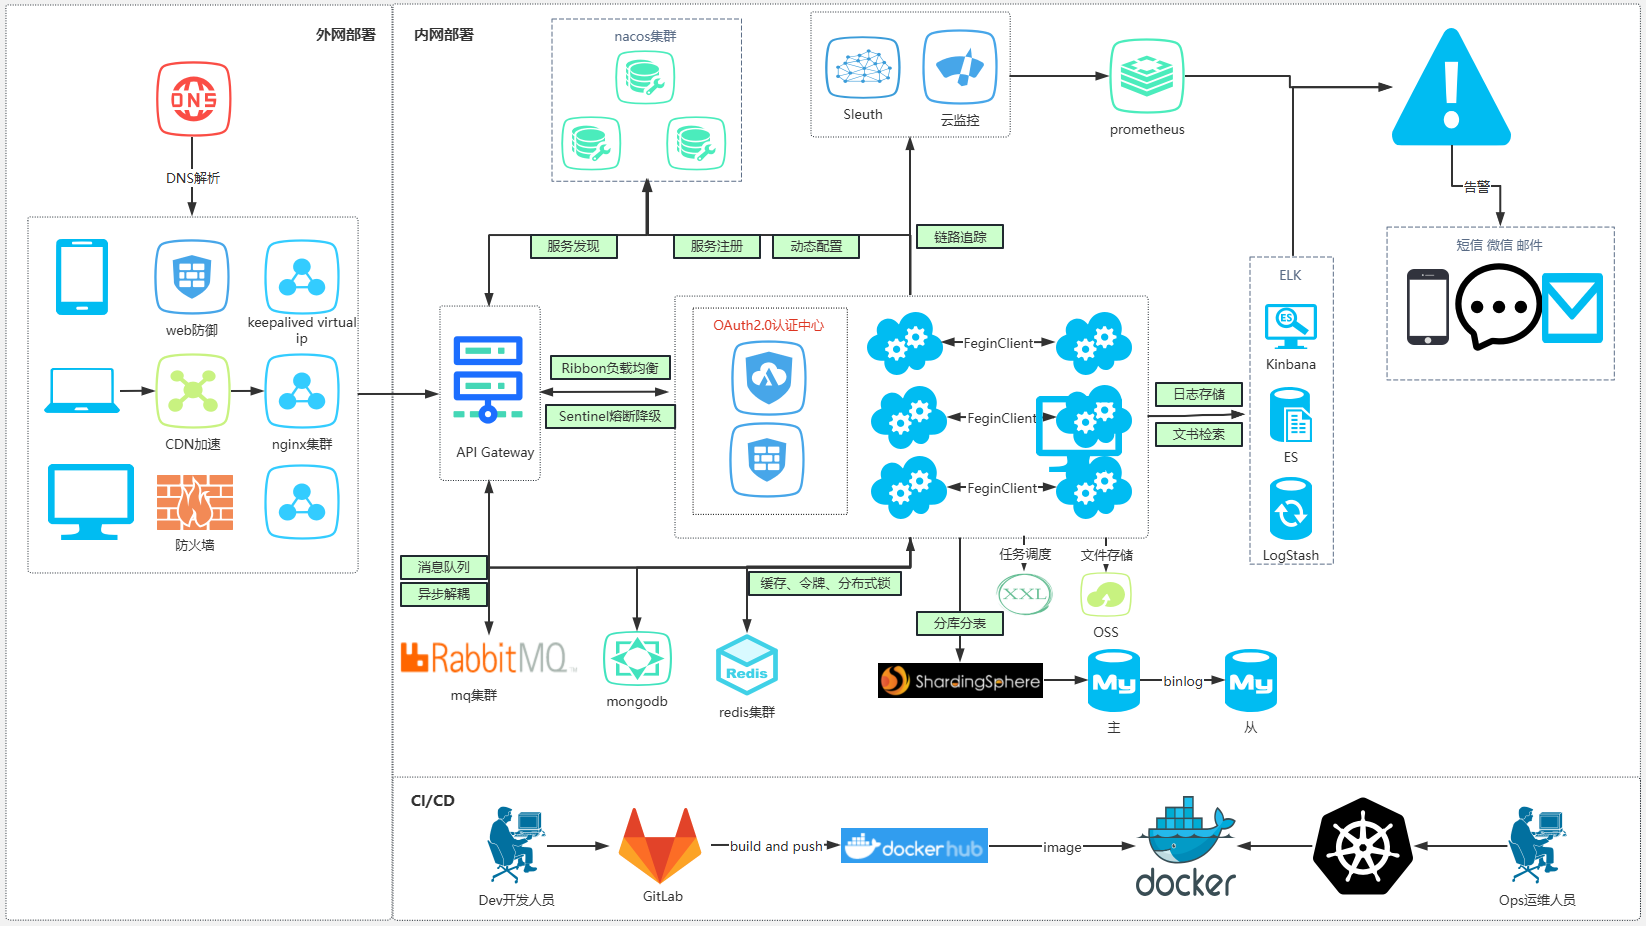 外网部署
DNS
DNS解析
web防御
keepalived virtual
ip
CDN加速
nginx集群
防火墙
内网部署
nacos集群
Sleuth
云监控
prometheus
告警
短信 微信 邮件
服务发现
服务注册
动态配置
链路追踪
API Gateway
Ribbon负载均衡
Sentinel熔断降级
OAuth2.0认证中心
FeginClient
FeginClient
FeginClient
日志存储
文书检索
ELK
ES
Kinbana
ES
LogStash
消息队列
异步解耦
缓存、令牌、分布式锁
任务调度
文件存储
XXL
OSS
分库分表
RabbitMQ™
mq集群
mongodb
Redis
redis集群
ShardingSphere
My
binlog
My
主
从
CI/CD
Dev开发人员
GitLab
build and push
docker hub
image
docker
Ops运维人员